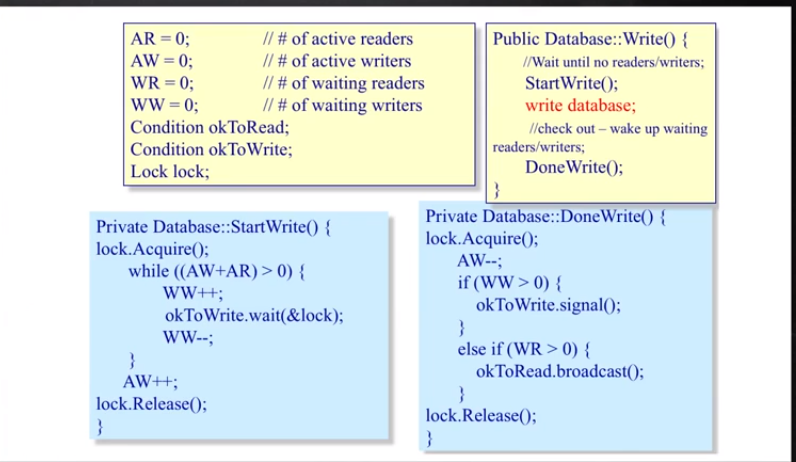 AR = 0; // # of active readers
AW = 0; // # of active writers
WR = 0; // # of waiting readers
WW = 0; // # of waiting writers
Condition okToRead;
Condition okToWrite;
Lock lock;
Public Database::Write() {
//Wait until no readers/writers;
StartWrite();
write database;
//check out – wake up waiting
readers/writers;
DoneWrite();
}
Private Database::StartWrite() {
lock.Acquire();
while ((AW+AR) > 0) {
WW++;
okToWrite.wait(&lock);
WW--;
}
AW++;
lock.Release();
}
Private Database::DoneWrite() {
lock.Acquire();
AW--;
if (WW > 0) {
okToWrite.signal();
}
else if (WR > 0) {
okToRead.broadcast();
}
lock.Release();
}